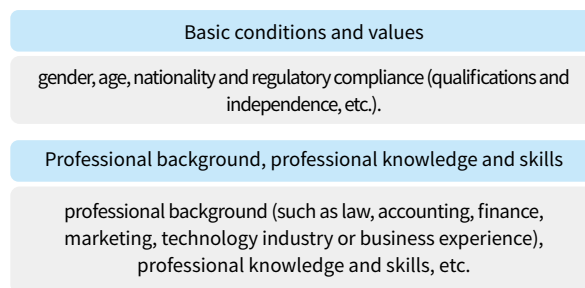 Basic conditions and values
gender, age, nationality and regulatory compliance (qualifications and
independence, etc.).
Professional background, professional knowledge and skills
professional background (such as law, accounting, finance,
marketing, technology industry or business experience),
professional knowledge and skills, etc.